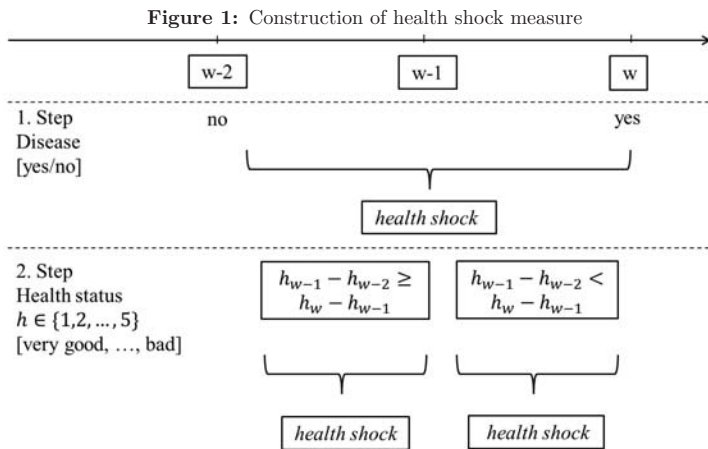 Figure 1: Construction of health shock measure
w-2 w-1 w
1. Step no yes
Disease
[yes/no]
health shock
2. Step
Health status
h ∈ {1,2, …, 5}
[very good, …, bad]
h_{w−1} − h_{w−2} ≥
h_w − h_{w−1}
h_{w−1} − h_{w−2} <
h_w − h_{w−1}
health shock health shock